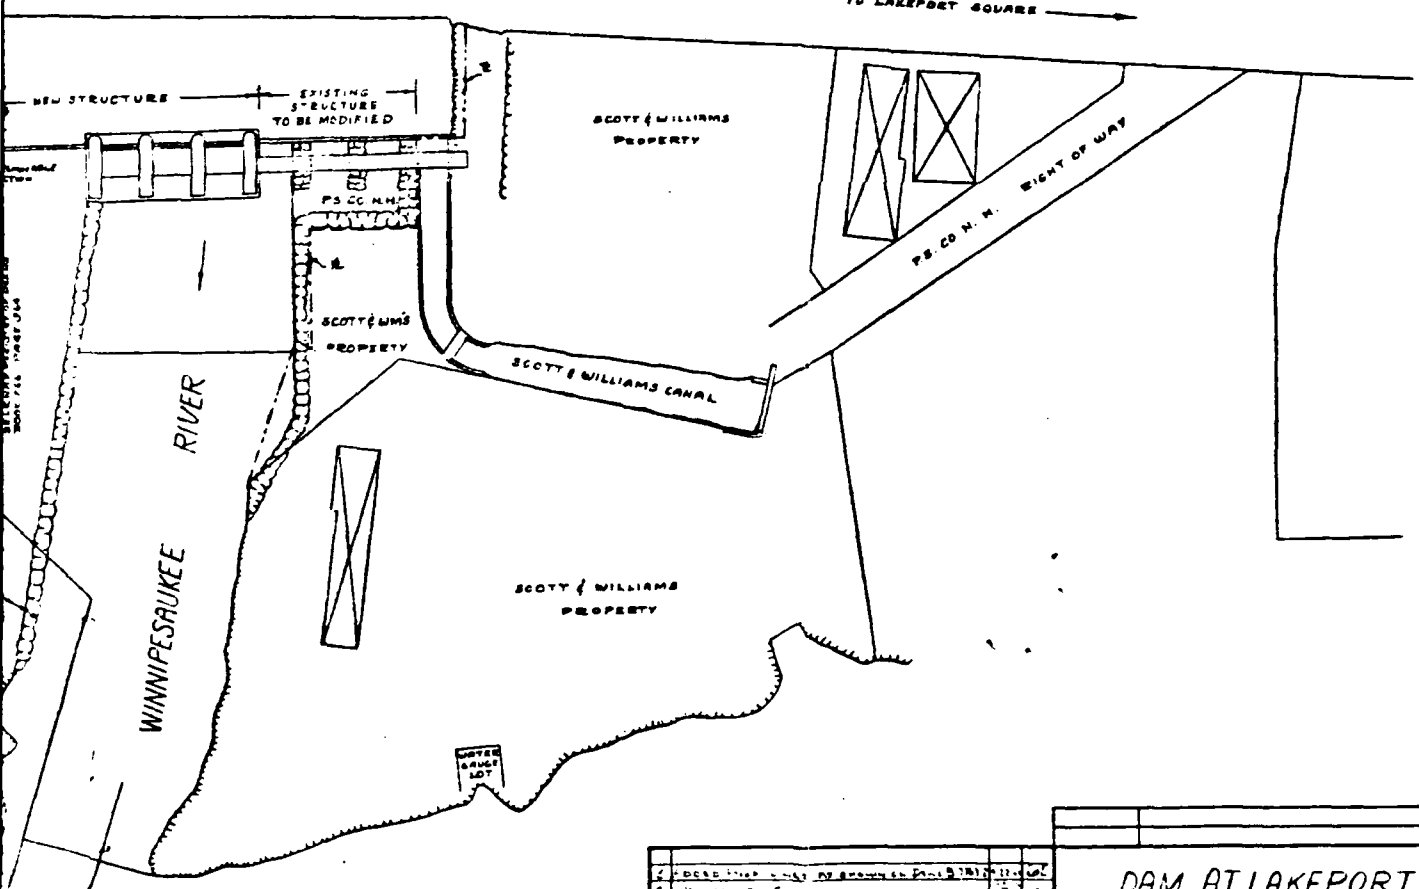 TO LAKEPORT SQUARE
NEW STRUCTURE
EXISTING
STRUCTURE
TO BE MODIFIED
SCOTT & WILLIAMS
PROPERTY
P.S. CO. N. H. RIGHT OF WAY
P.S. CO. N.H.
SCOTT & WM'S
PROPERTY
SCOTT & WILLIAMS CANAL
WINNIPESAUKEE RIVER
SCOTT & WILLIAMS
PROPERTY
WATER
GAUGE
LOT
DAM AT LAKEPORT